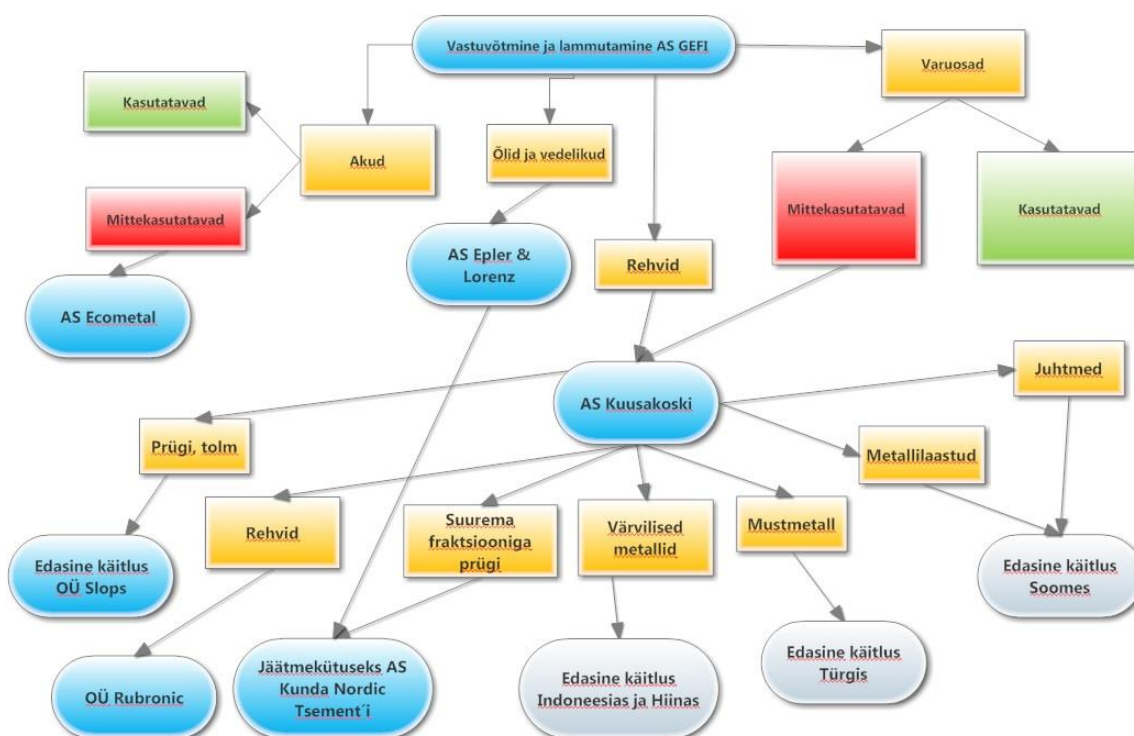 Vastuvõtmine ja lammutamine AS GEFI
Varuosad
Kasutatavad
Akud
Õlid ja vedelikud
Mittekasutatavad
Kasutatavad
Mittekasutatavad
AS Epler &
Lorenz
Rehvid
AS Ecometal
Juhtmed
AS Kuusakoski
Prügi, tolm
Metallilaastud
Rehvid
Suurema
fraktsiooniga
prügi
Värvilised
metallid
Mustmetall
Edasine käitlus
OÜ Slops
Edasine käitlus
Soomes
OÜ Rubronic
Jäätmekütuseks AS
Kunda Nordic
Tsement´i
Edasine käitlus
Indoneesias ja Hiinas
Edasine käitlus
Türgis